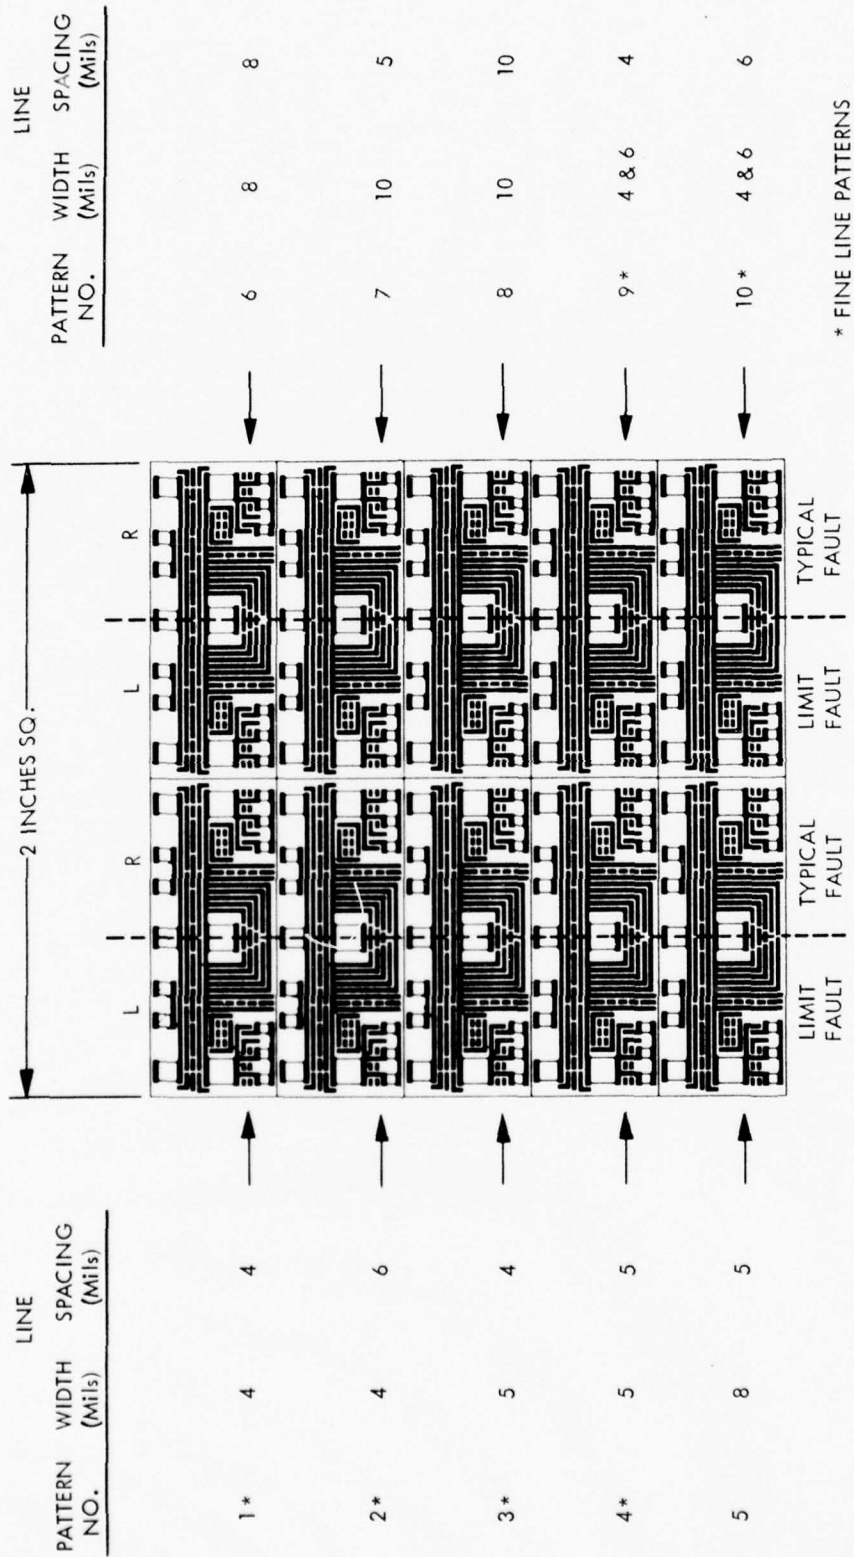 2 INCHES SQ.
L R L R
LINE
PATTERN WIDTH SPACING
NO. (Mils) (Mils)
1* 4 4
2* 4 6
3* 5 4
4* 5 5
5 8 5
LINE
PATTERN WIDTH SPACING
NO. (Mils) (Mils)
6 8 8
7 10 5
8 10 10
9* 4 & 6 4
10* 4 & 6 6
LIMIT TYPICAL LIMIT TYPICAL
FAULT FAULT FAULT FAULT
* FINE LINE PATTERNS